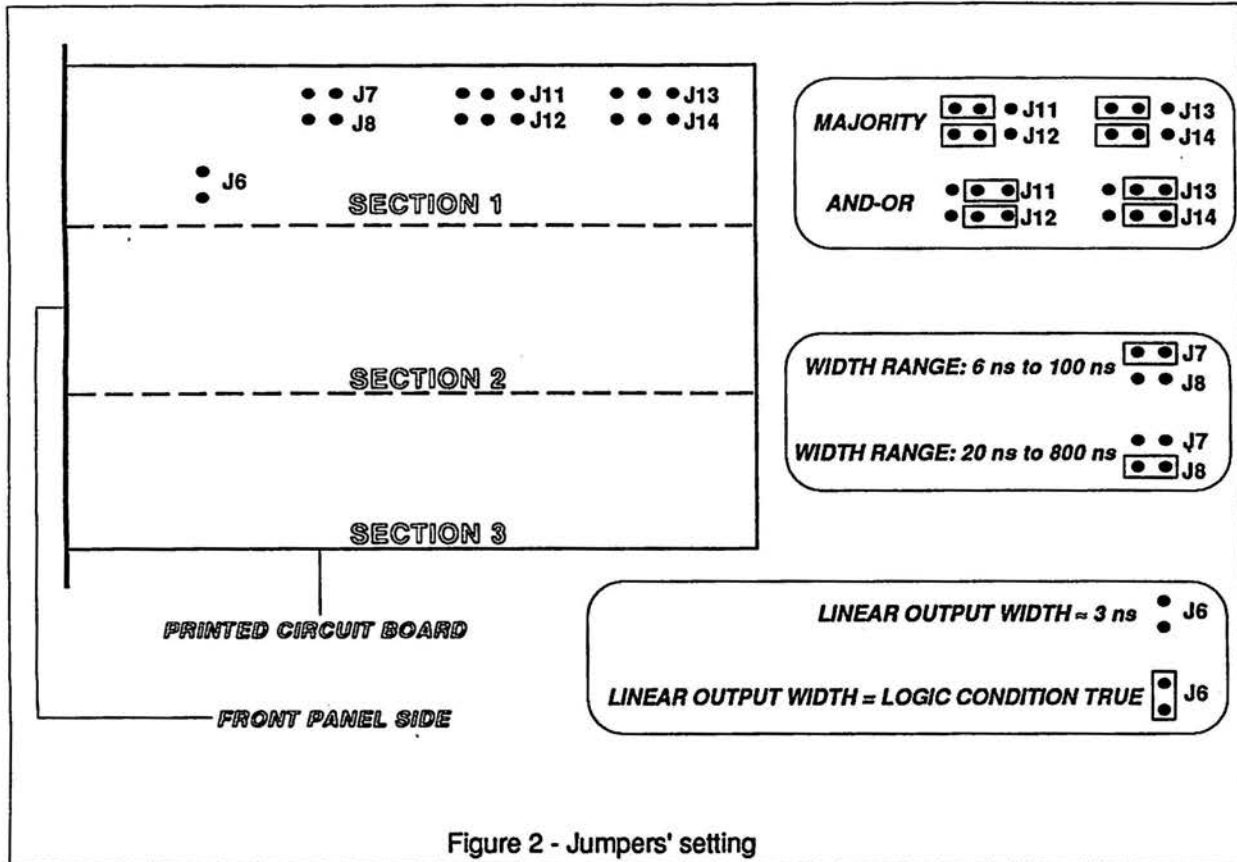 J7 J11 J13
J8 J12 J14
J6
SECTION 1
SECTION 2
SECTION 3
PRINTED CIRCUIT BOARD
FRONT PANEL SIDE
MAJORITY J11 J13
J12 J14
AND-OR J11 J13
J12 J14
WIDTH RANGE: 6 ns to 100 ns J7
J8
WIDTH RANGE: 20 ns to 800 ns J7
J8
LINEAR OUTPUT WIDTH ≈ 3 ns J6
LINEAR OUTPUT WIDTH = LOGIC CONDITION TRUE J6
Figure 2 - Jumpers' setting